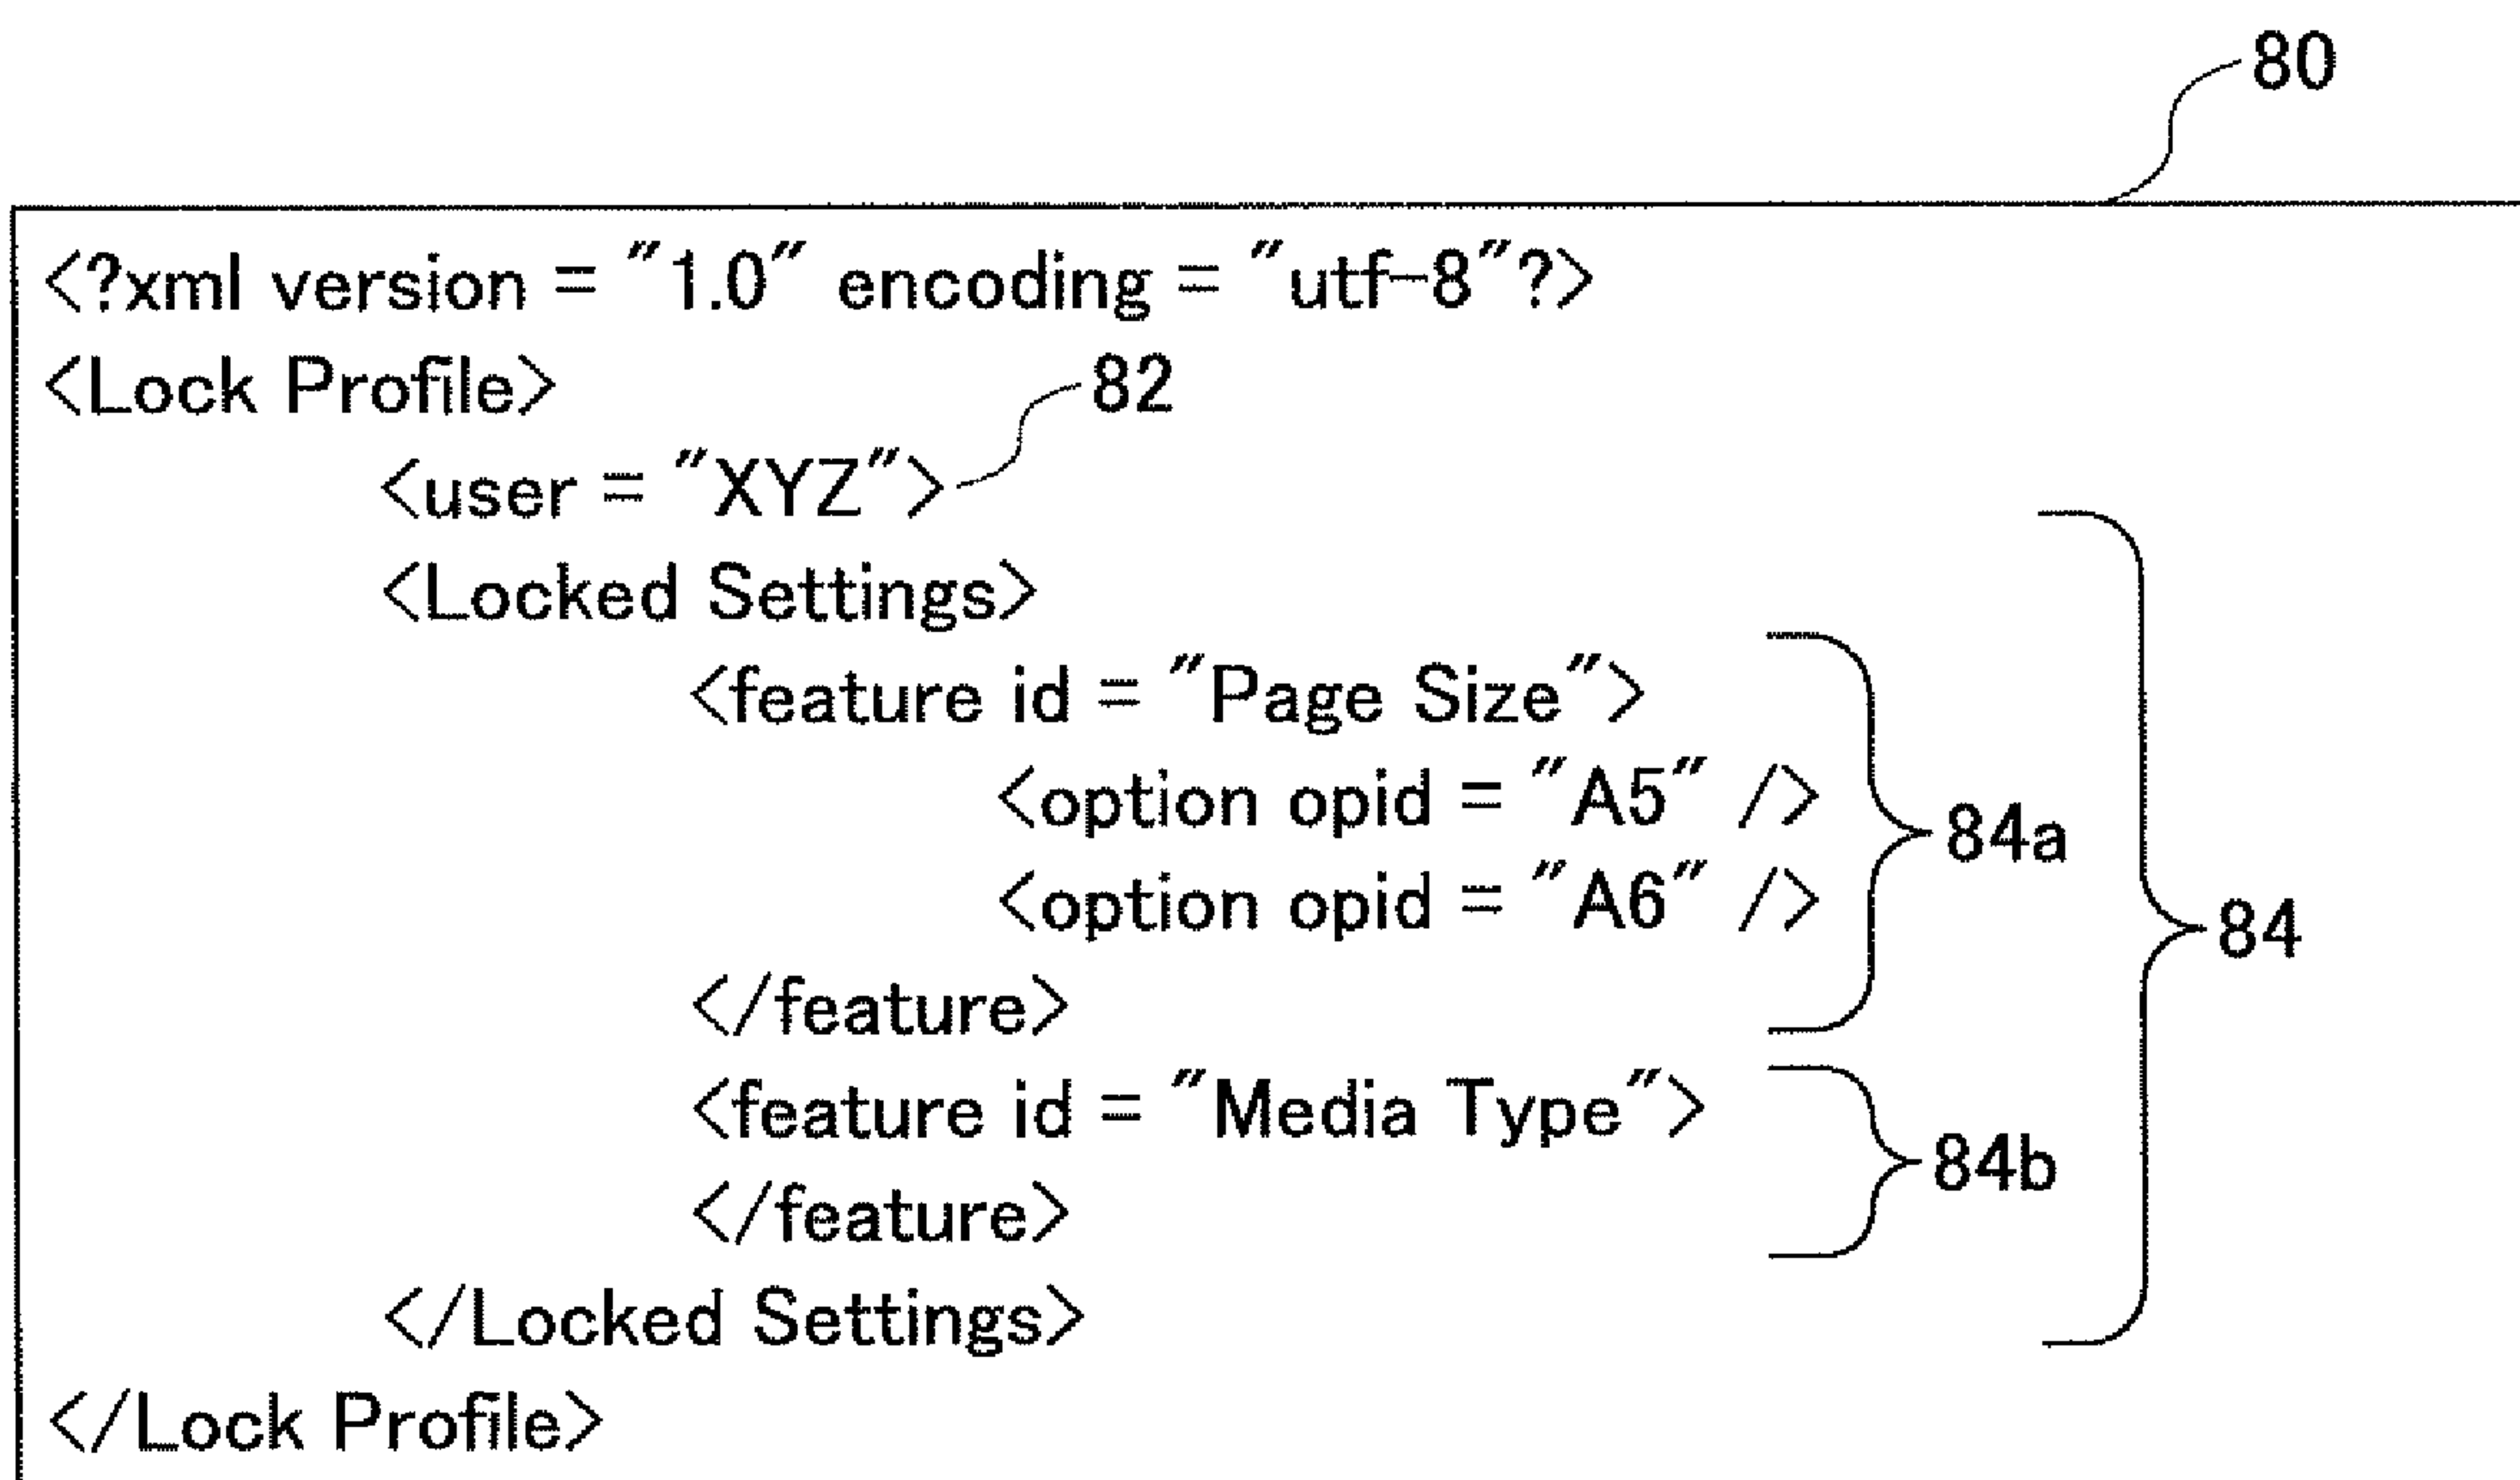 80
<?xml version = "1.0" encoding = "utf-8"?>
<Lock Profile>
82
<user = "XYZ">
<Locked Settings>
<feature id = "Page Size">
<option opid = "A5" />
84a
<option opid = "A6" />
84
</feature>
<feature id = "Media Type">
84b
</feature>
</Locked Settings>
</Lock Profile>